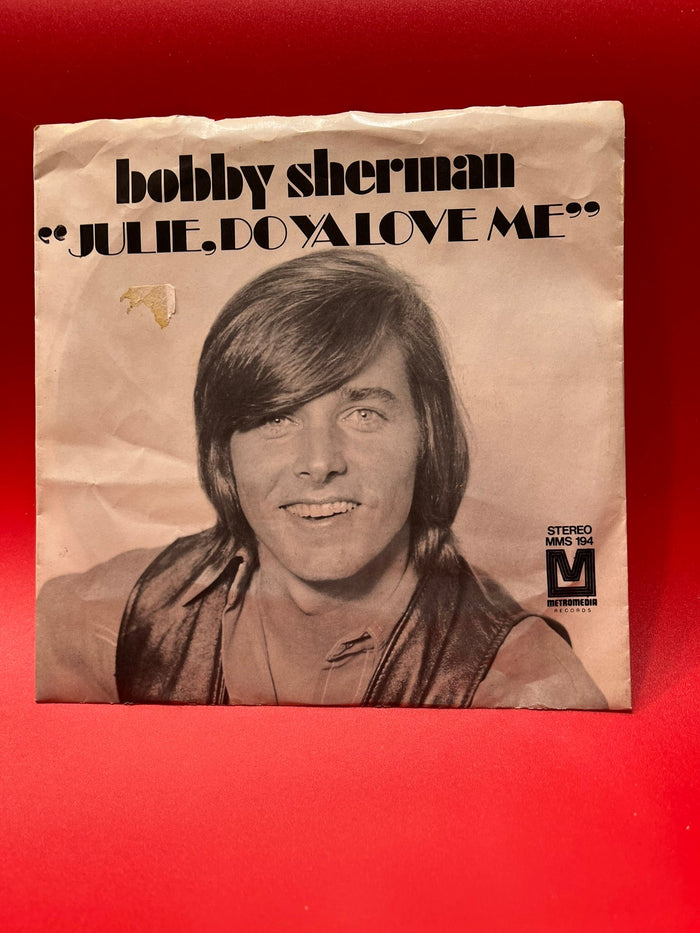 bobby sherman
“JULIE, DO YA LOVE ME”
STEREO
MMS 194
M
METROMEDIA
RECORDS